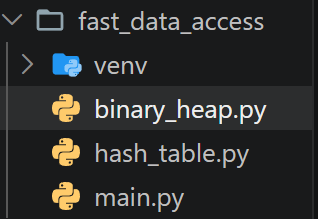 fast_data_access
venv
binary_heap.py
hash_table.py
main.py